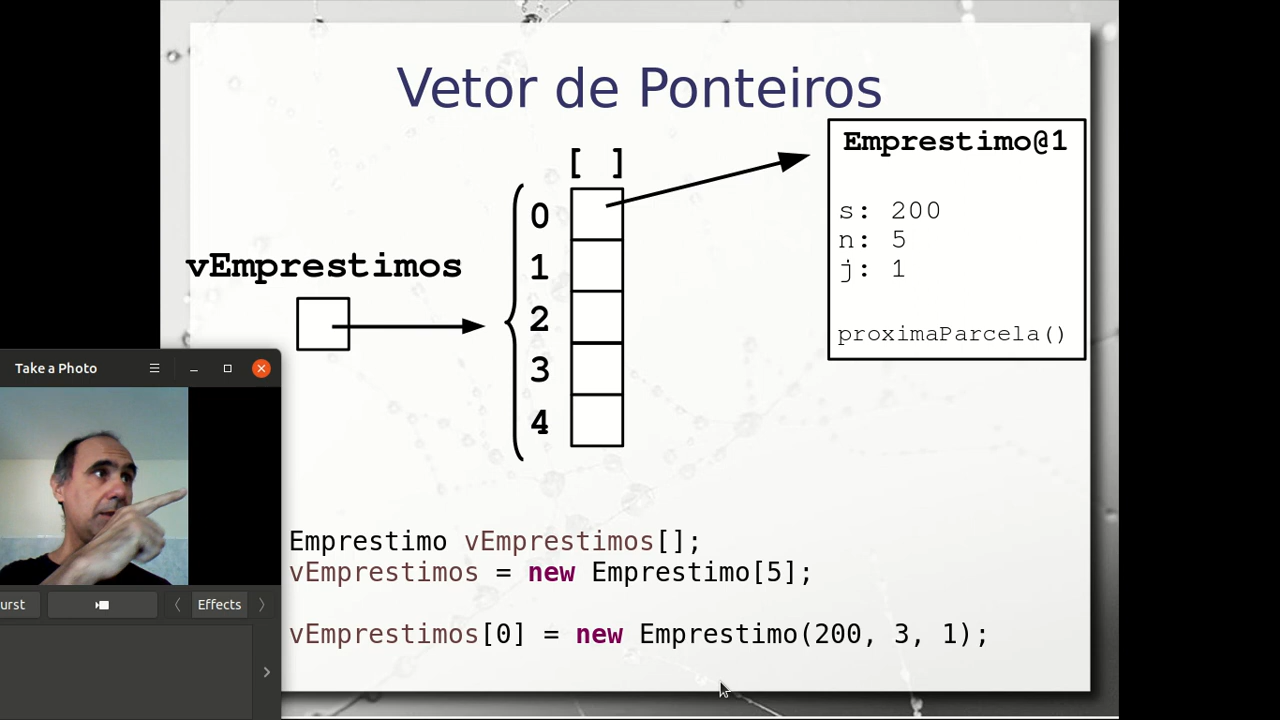 Vetor de Ponteiros
Emprestimo@1
[ ]
s: 200
0
n: 5
vEmprestimos
1
j: 1
2
proximaParcela()
3
Take a Photo
4
Emprestimo vEmprestimos[];
vEmprestimos = new Emprestimo[5];
urst
Effects
vEmprestimos[0] = new Emprestimo(200, 3, 1);